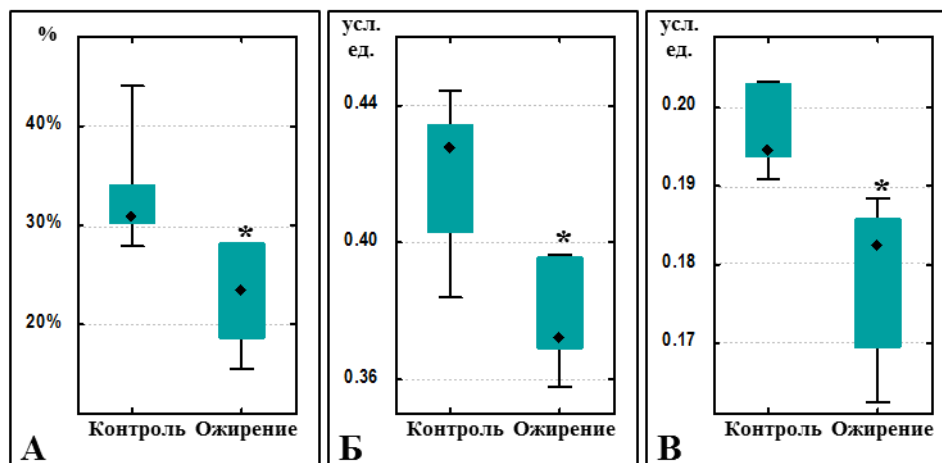 %
40%
30%
20%
*
Контроль Ожирение
А
усл.
ед.
0.44
0.40
0.36
*
Контроль Ожирение
Б
усл.
ед.
0.20
0.19
0.18
0.17
*
Контроль Ожирение
В